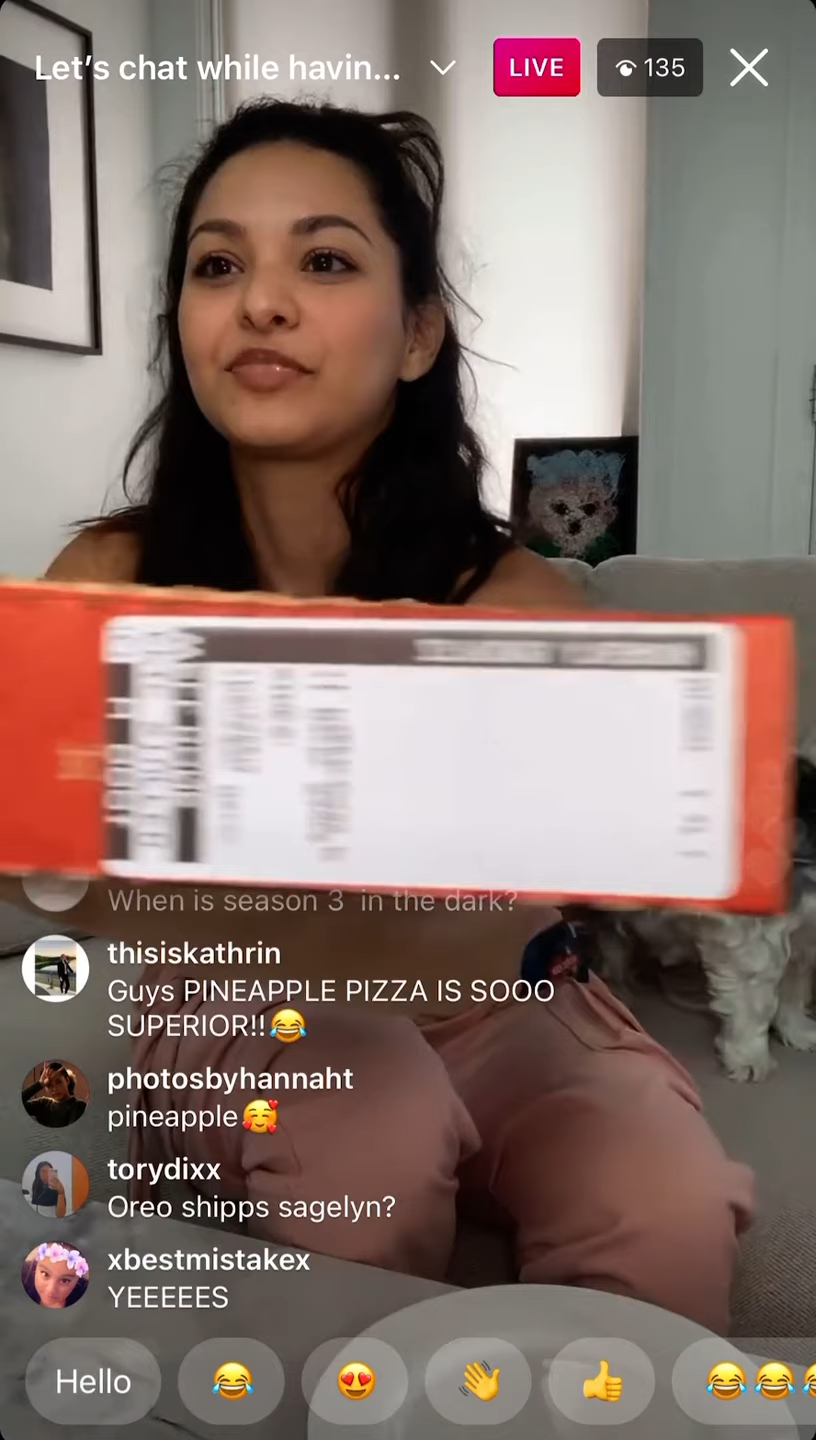 Let's chat while havin...
LIVE
135
When is season 3 in the dark?
thisiskathrin
Guys PINEAPPLE PIZZA IS SOOO
SUPERIOR!!😂
photosbyhannaht
pineapple🥰
torydixx
Oreo shipps sagelyn?
xbestmistakex
YEEEEES
Hello
😂
😍
👋
👍
😂😂